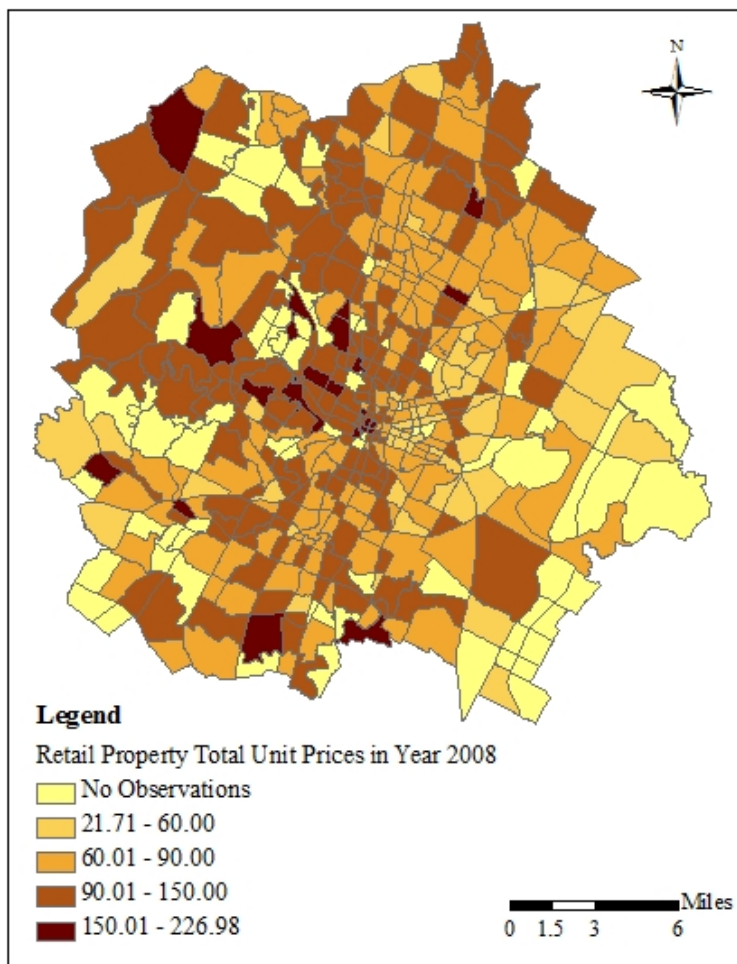 N
Legend
Retail Property Total Unit Prices in Year 2008
No Observations
21.71 - 60.00
60.01 - 90.00
90.01 - 150.00
150.01 - 226.98
Miles
0 1.5 3 6